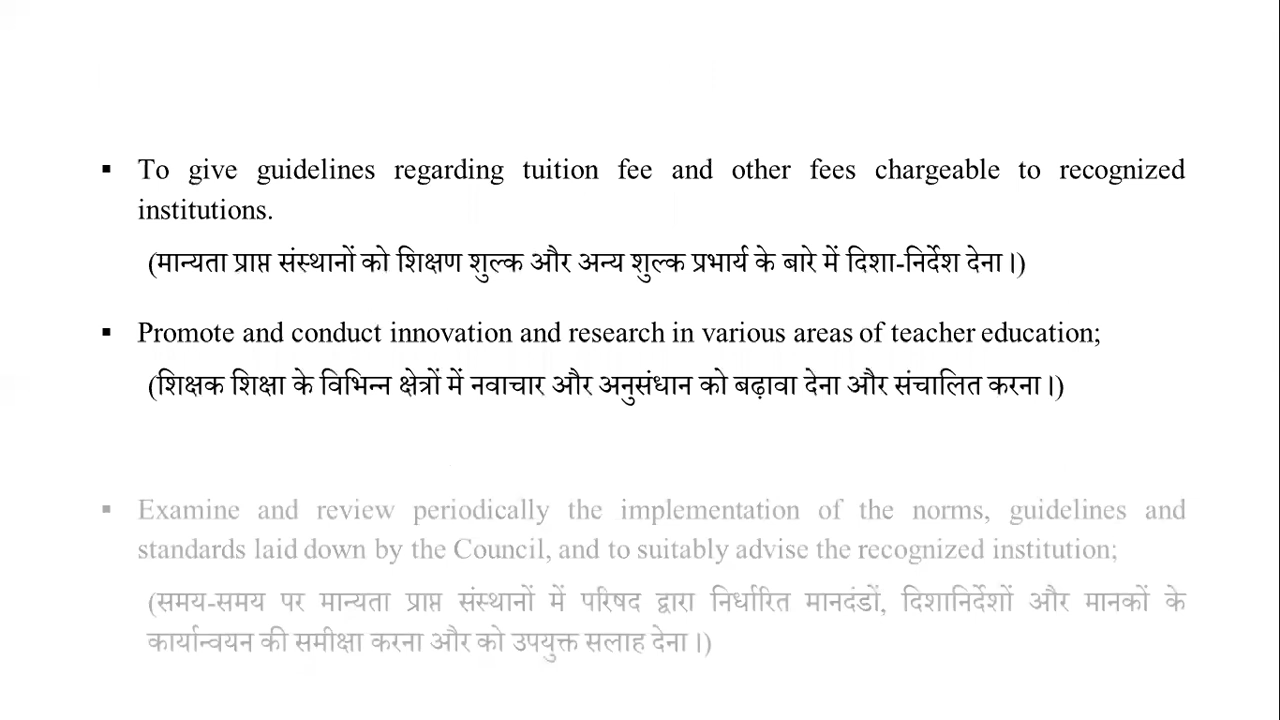 ▪ To give guidelines regarding tuition fee and other fees chargeable to recognized
institutions.
(मान्यता प्राप्त संस्थानों को शिक्षण शुल्क और अन्य शुल्क प्रभार्य के बारे में दिशा-निर्देश देना।)
▪ Promote and conduct innovation and research in various areas of teacher education;
(शिक्षक शिक्षा के विभिन्न क्षेत्रों में नवाचार और अनुसंधान को बढ़ावा देना और संचालित करना।)
▪ Examine and review periodically the implementation of the norms, guidelines and
standards laid down by the Council, and to suitably advise the recognized institution;
(समय-समय पर मान्यता प्राप्त संस्थानों में परिषद द्वारा निर्धारित मानदंडों, दिशानिर्देशों और मानकों के
कार्यान्वयन की समीक्षा करना और को उपयुक्त सलाह देना।)